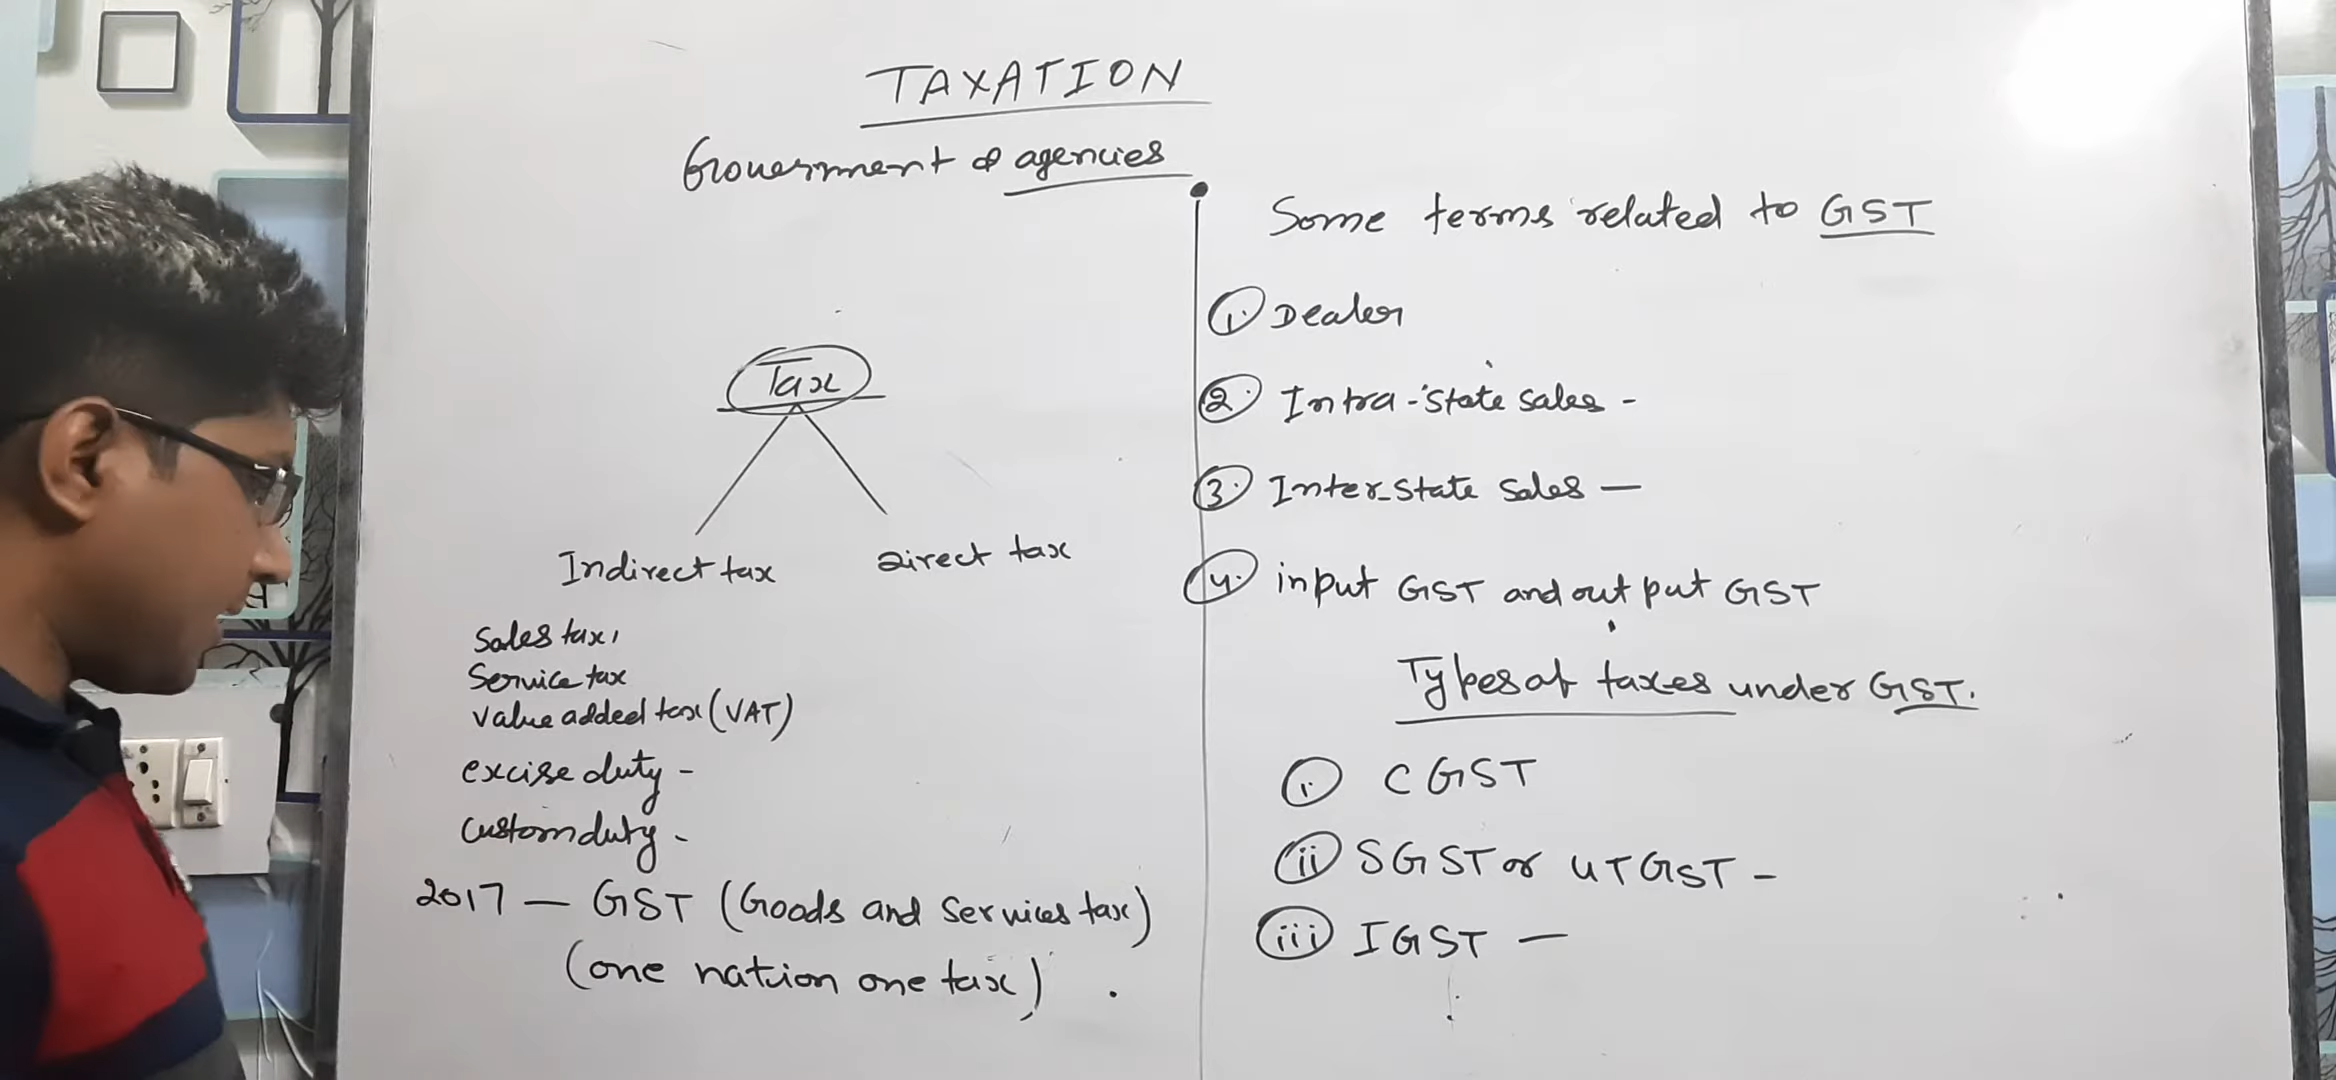 TAXATION
Government & agencies
Tax
Indirect tax
Direct tax
Sales tax,
Service tax
Value added tax (VAT)
excise duty -
custom duty -
2017 — GST (Goods and Services tax)
(one nation one tax) .
Some terms related to GST
1. Dealer
2. Intra-state sales -
3. Inter-state sales —
4. input GST and output GST
Types of taxes under GST.
i. CGST
ii SGST or UTGST -
iii IGST —